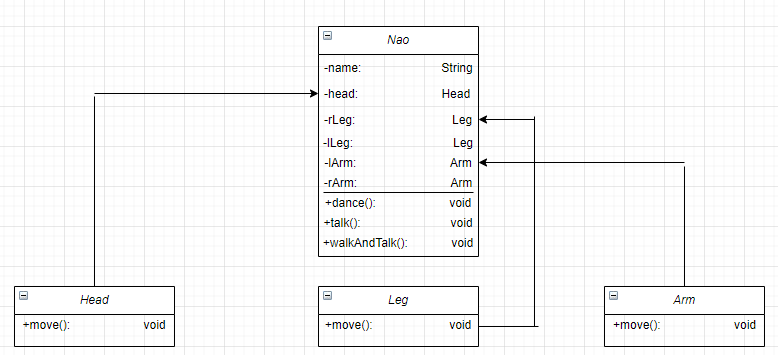 Nao
-name: String
-head: Head
-rLeg: Leg
-lLeg: Leg
-lArm: Arm
-rArm: Arm
+dance(): void
+talk(): void
+walkAndTalk(): void
Head
+move(): void
Leg
+move(): void
Arm
+move(): void